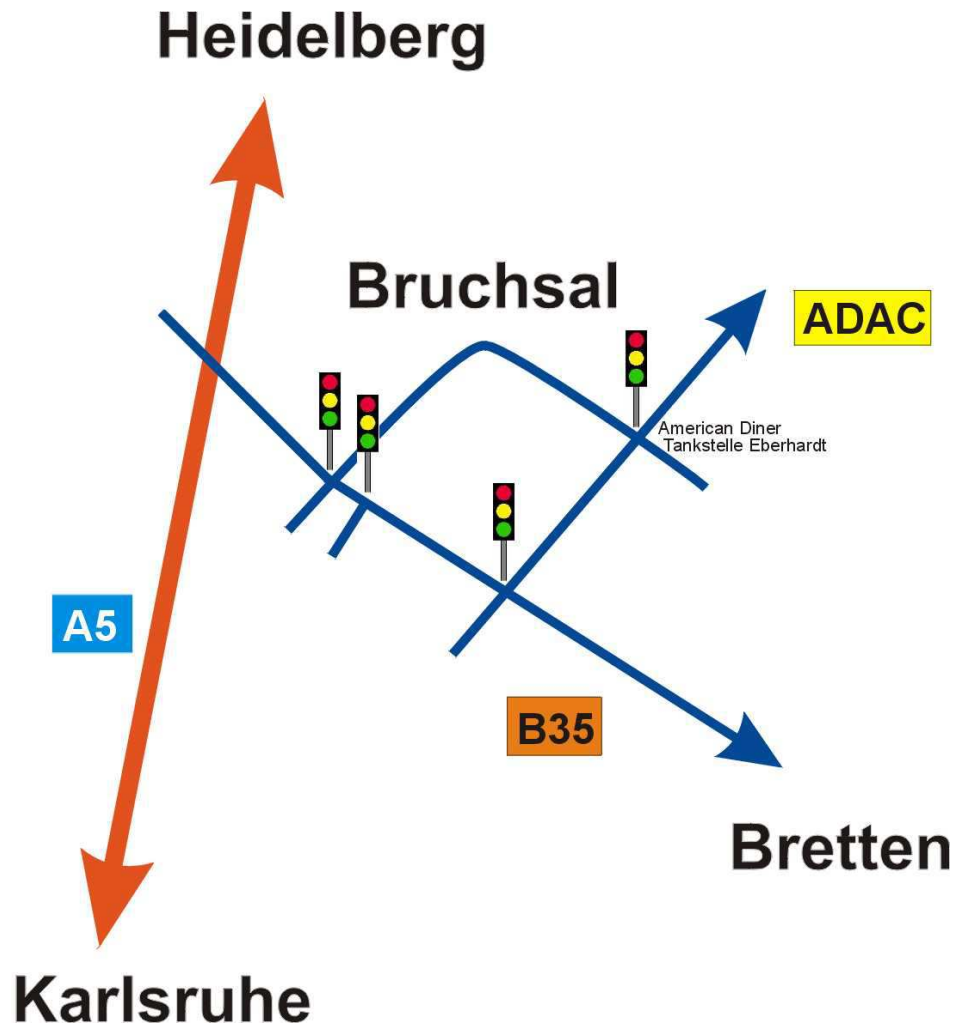 Heidelberg
Bruchsal
ADAC
American Diner
Tankstelle Eberhardt
A5
B35
Bretten
Karlsruhe